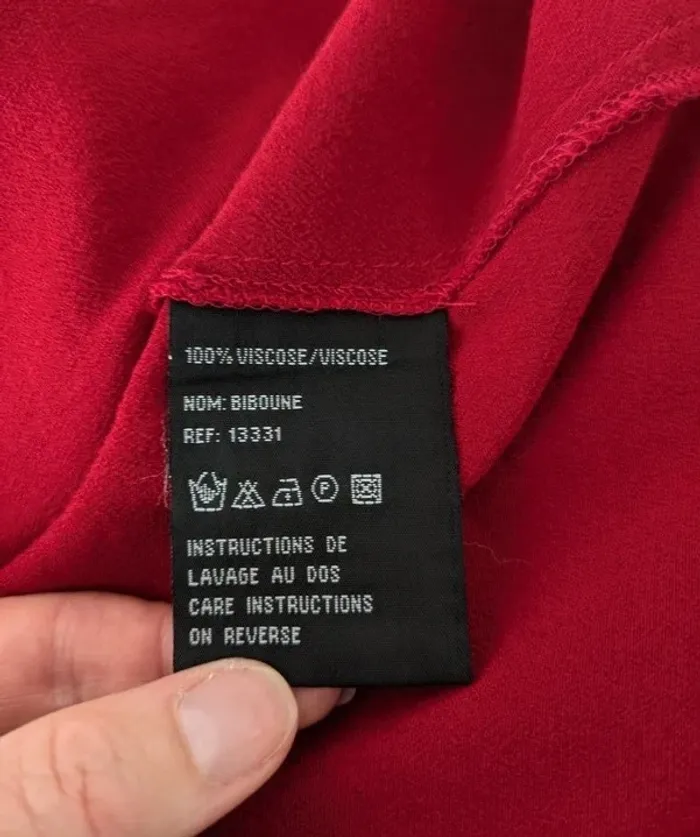 100% VISCOSE/VISCOSE
NOM: BIBOUNE
REF: 13331
P
INSTRUCTIONS DE
LAVAGE AU DOS
CARE INSTRUCTIONS
ON REVERSE